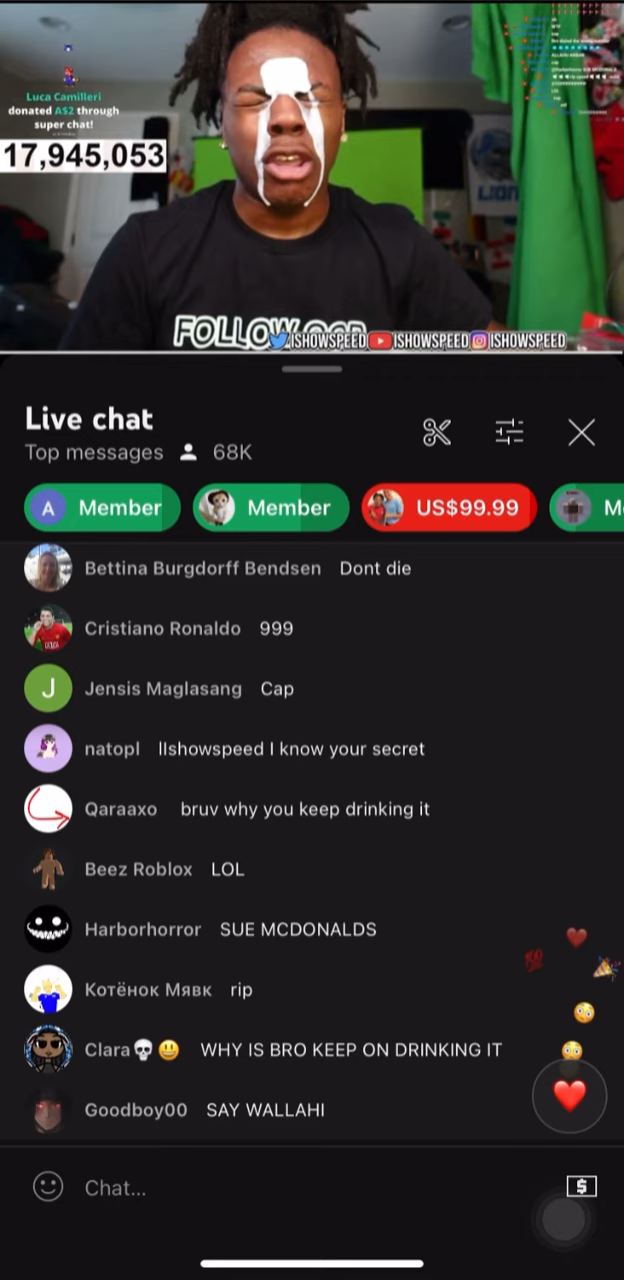 Luca Camilleri
donated A$2 through
super chat!
17,945,053
LION
FOLLOW GOD
ISHOWSPEED ISHOWSPEED ISHOWSPEED
Live chat
Top messages 68K
A Member Member US$99.99 M
Bettina Burgdorff Bendsen Dont die
Cristiano Ronaldo 999
J Jensis Maglasang Cap
natopl IIshowspeed I know your secret
Qaraaxo bruv why you keep drinking it
Beez Roblox LOL
Harborhorror SUE MCDONALDS
Котёнок Мявк rip
Clara💀😃 WHY IS BRO KEEP ON DRINKING IT
Goodboy00 SAY WALLAHI
Chat...